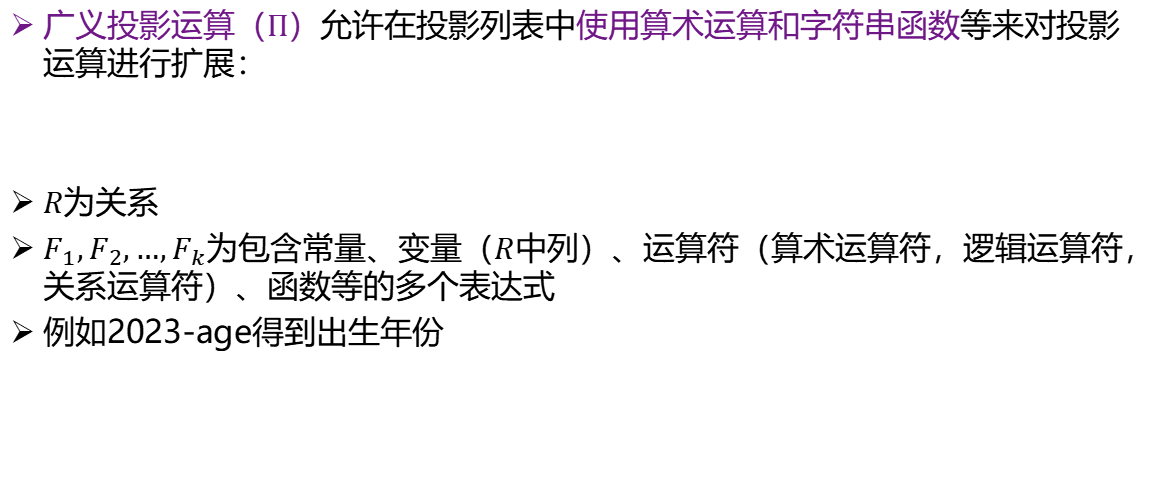 ➢ 广义投影运算（Π）允许在投影列表中使用算术运算和字符串函数等来对投影
运算进行扩展：
➢ R为关系
➢ F₁, F₂, …, Fₖ为包含常量、变量（R中列）、运算符（算术运算符，逻辑运算符，
关系运算符）、函数等的多个表达式
➢ 例如2023-age得到出生年份